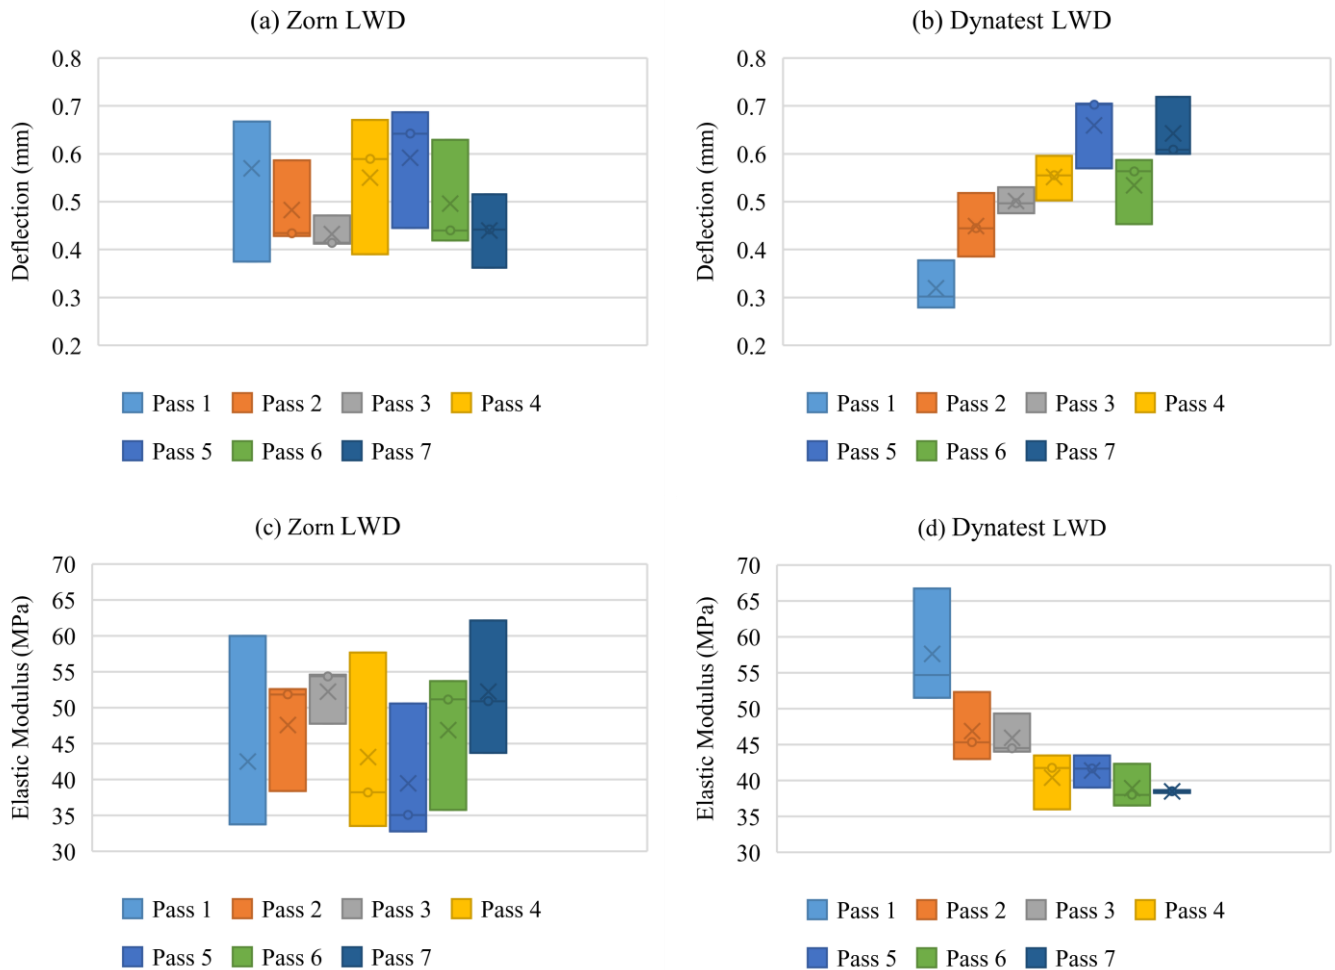 (a) Zorn LWD
Deflection (mm)
0.8
0.7
0.6
0.5
0.4
0.3
0.2
Pass 1 Pass 2 Pass 3 Pass 4
Pass 5 Pass 6 Pass 7
(b) Dynatest LWD
Deflection (mm)
0.8
0.7
0.6
0.5
0.4
0.3
0.2
Pass 1 Pass 2 Pass 3 Pass 4
Pass 5 Pass 6 Pass 7
(c) Zorn LWD
Elastic Modulus (MPa)
70
65
60
55
50
45
40
35
30
Pass 1 Pass 2 Pass 3 Pass 4
Pass 5 Pass 6 Pass 7
(d) Dynatest LWD
Elastic Modulus (MPa)
70
65
60
55
50
45
40
35
30
Pass 1 Pass 2 Pass 3 Pass 4
Pass 5 Pass 6 Pass 7